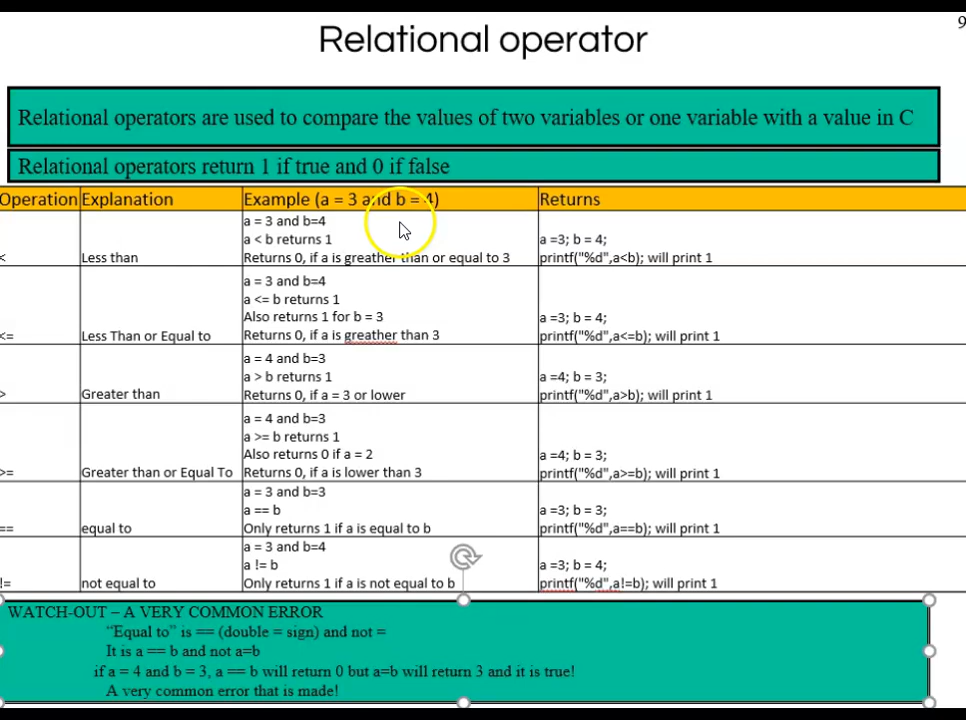 9
Relational operator
Relational operators are used to compare the values of two variables or one variable with a value in C
Relational operators return 1 if true and 0 if false
Operation Explanation Example (a = 3 and b = 4) Returns
a = 3 and b=4
a < b returns 1 a =3; b = 4;
< Less than Returns 0, if a is greather than or equal to 3 printf("%d",a<b); will print 1
a = 3 and b=4
a <= b returns 1
Also returns 1 for b = 3 a =3; b = 4;
<= Less Than or Equal to Returns 0, if a is greather than 3 printf("%d",a<=b); will print 1
a = 4 and b=3
a > b returns 1 a =4; b = 3;
> Greater than Returns 0, if a = 3 or lower printf("%d",a>b); will print 1
a = 4 and b=3
a >= b returns 1
Also returns 0 if a = 2 a =4; b = 3;
>= Greater than or Equal To Returns 0, if a is lower than 3 printf("%d",a>=b); will print 1
a = 3 and b=3
a == b a =3; b = 3;
== equal to Only returns 1 if a is equal to b printf("%d",a==b); will print 1
a = 3 and b=4
a != b a =3; b = 4;
!= not equal to Only returns 1 if a is not equal to b printf("%d",a!=b); will print 1
WATCH-OUT – A VERY COMMON ERROR
“Equal to” is == (double = sign) and not =
It is a == b and not a=b
if a = 4 and b = 3, a == b will return 0 but a=b will return 3 and it is true!
A very common error that is made!